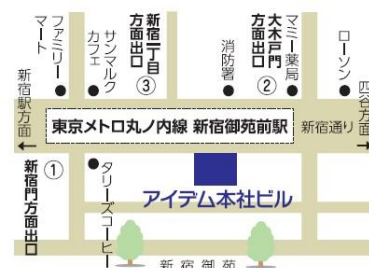 ファミリーマート
サンマルクカフェ
新宿一丁目方面出口
③
消防署
大木戸門方面出口
②
マミー薬局
ローソン
新宿駅方面
四谷方面
東京メトロ丸ノ内線 新宿御苑前駅
新宿通り
新宿門方面出口
①
タリーズコーヒー
アイデム本社ビル
新宿御苑